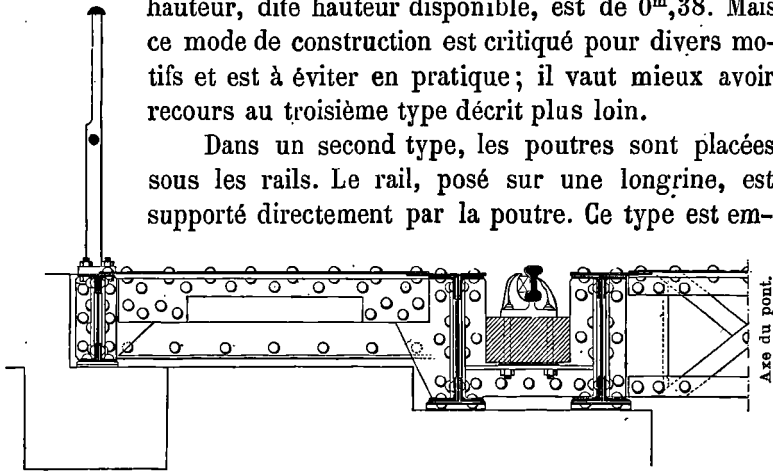 hauteur, dite hauteur disponible, est de 0ᵐ,38. Mais
ce mode de construction est critiqué pour divers mo-
tifs et est à éviter en pratique ; il vaut mieux avoir
recours au troisième type décrit plus loin.
Dans un second type, les poutres sont placées
sous les rails. Le rail, posé sur une longrine, est
supporté directement par la poutre. Ce type est em-
Axe du pont.